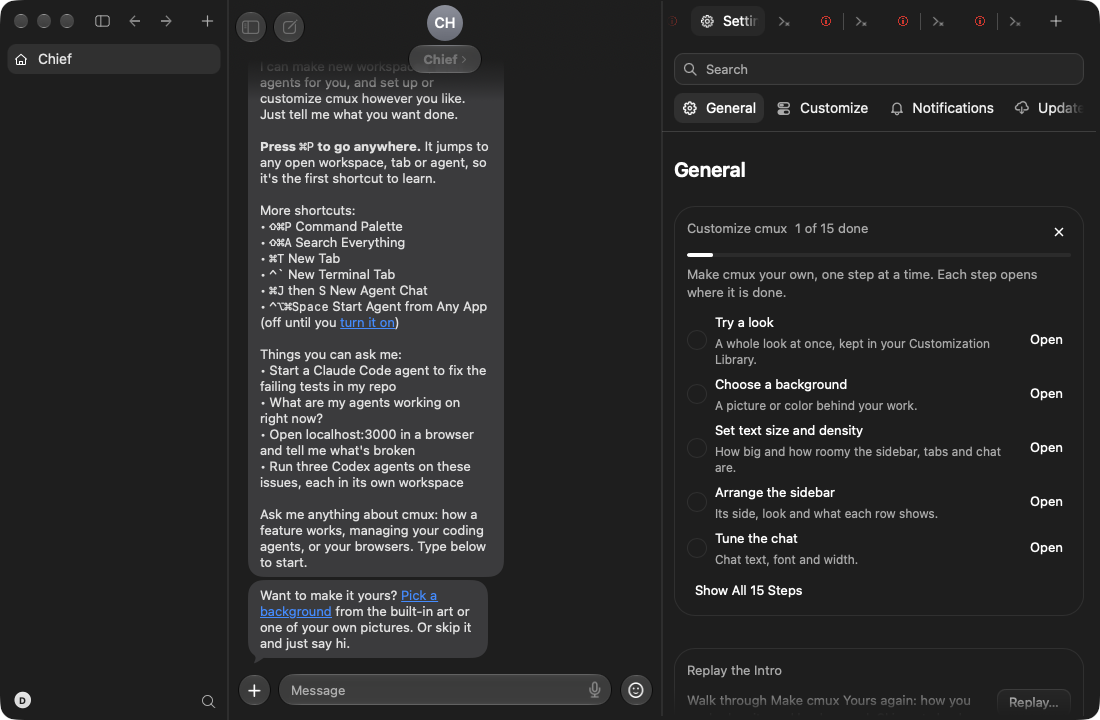 Chief
CH
Chief ›
I can make new workspac
agents for you, and set up or
customize cmux however you like.
Just tell me what you want done.
Press ⌘P to go anywhere. It jumps to
any open workspace, tab or agent, so
it's the first shortcut to learn.
More shortcuts:
• ⇧⌘P Command Palette
• ⇧⌘A Search Everything
• ⌘T New Tab
• ^` New Terminal Tab
• ⌘J then S New Agent Chat
• ^⌥⌘Space Start Agent from Any App
(off until you turn it on)
Things you can ask me:
• Start a Claude Code agent to fix the
failing tests in my repo
• What are my agents working on
right now?
• Open localhost:3000 in a browser
and tell me what's broken
• Run three Codex agents on these
issues, each in its own workspace
Ask me anything about cmux: how a
feature works, managing your coding
agents, or your browsers. Type below
to start.
Want to make it yours? Pick a
background from the built-in art or
one of your own pictures. Or skip it
and just say hi.
Message
D
Settin
Search
General
Customize
Notifications
Update
General
Customize cmux 1 of 15 done
Make cmux your own, one step at a time. Each step opens
where it is done.
Try a look
A whole look at once, kept in your Customization
Library.
Open
Choose a background
A picture or color behind your work.
Open
Set text size and density
How big and how roomy the sidebar, tabs and chat
are.
Open
Arrange the sidebar
Its side, look and what each row shows.
Open
Tune the chat
Chat text, font and width.
Open
Show All 15 Steps
Replay the Intro
Walk through Make cmux Yours again: how you
Replay...